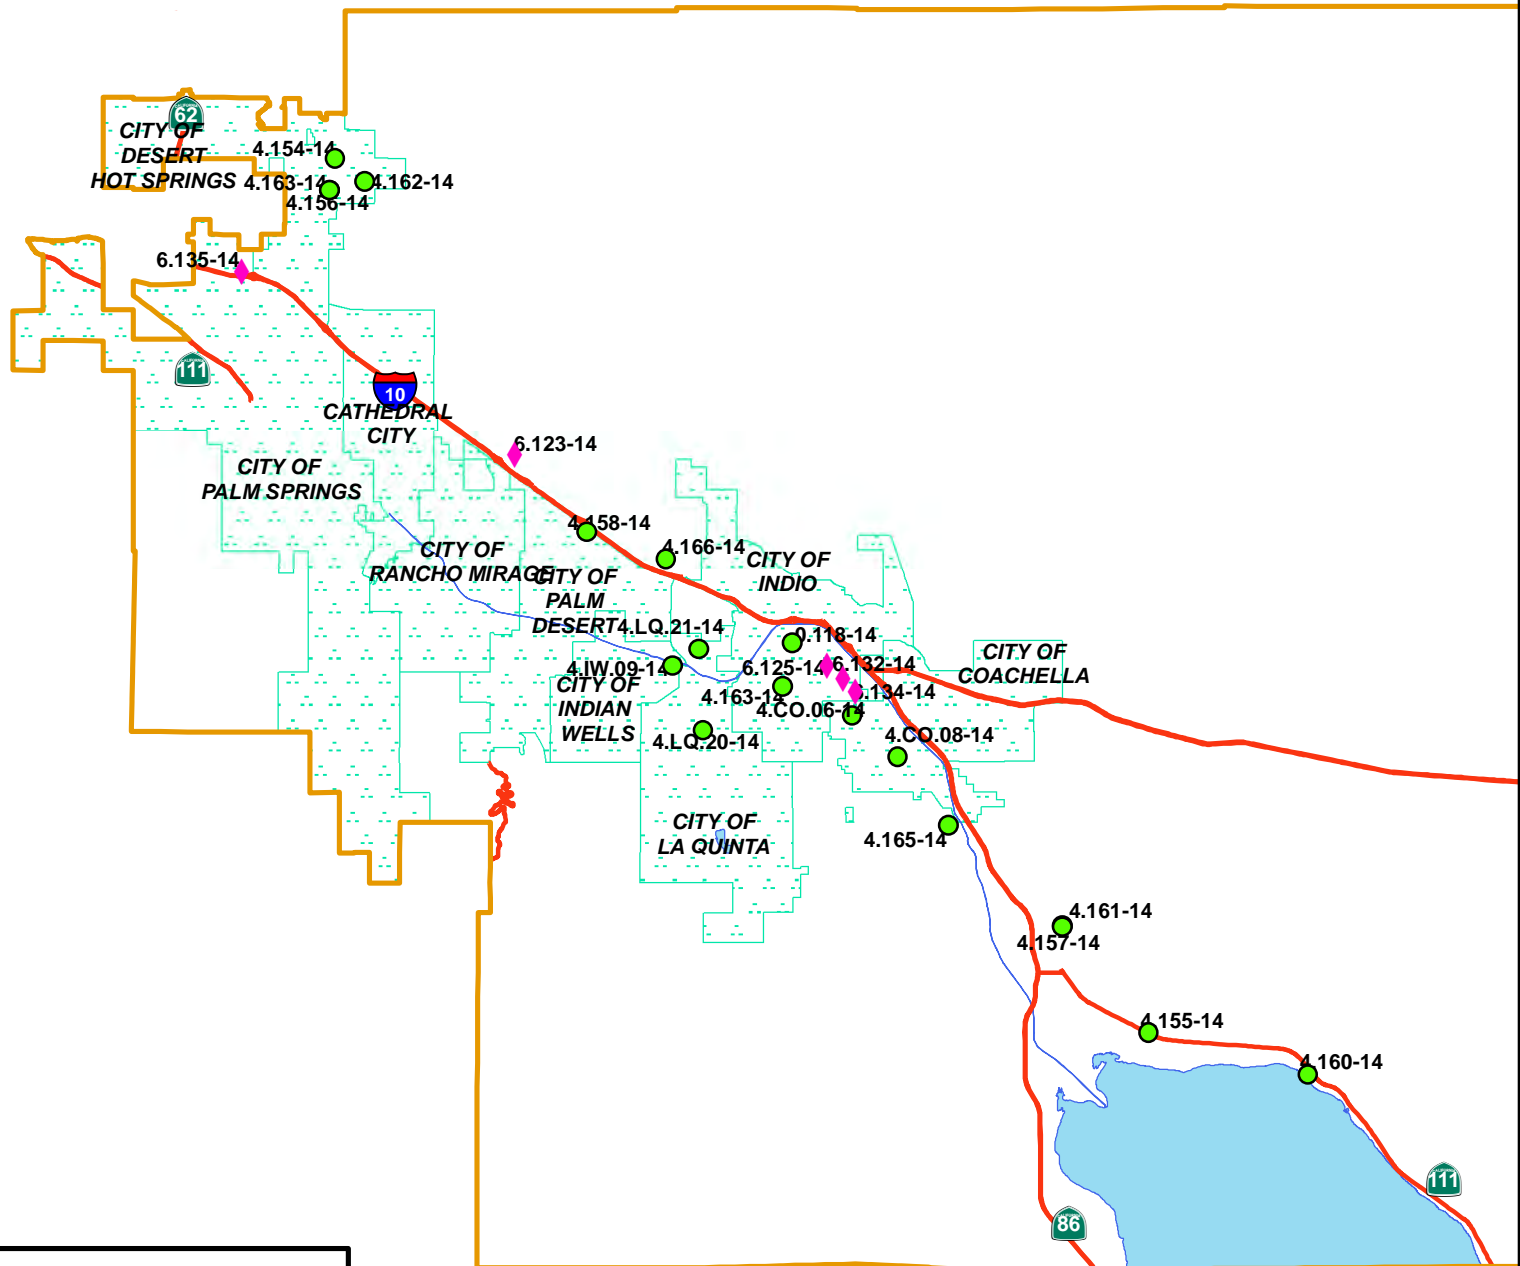 62
CITY OF
DESERT
HOT SPRINGS
4.154-14
4.163-14
4.162-14
4.156-14
6.135-14
111
10
CATHEDRAL
CITY
6.123-14
CITY OF
PALM SPRINGS
4.158-14
4.166-14
CITY OF
RANCHO MIRAGE
CITY OF
INDIO
CITY OF
PALM
DESERT
4.LQ.21-14
0.118-14
4.IW.09-14
6.125-14
6.132-14
CITY OF
COACHELLA
CITY OF
INDIAN
WELLS
4.163-14
6.134-14
4.CO.06-14
4.LQ.20-14
4.CO.08-14
CITY OF
LA QUINTA
4.165-14
4.161-14
4.157-14
4.155-14
4.160-14
111
86